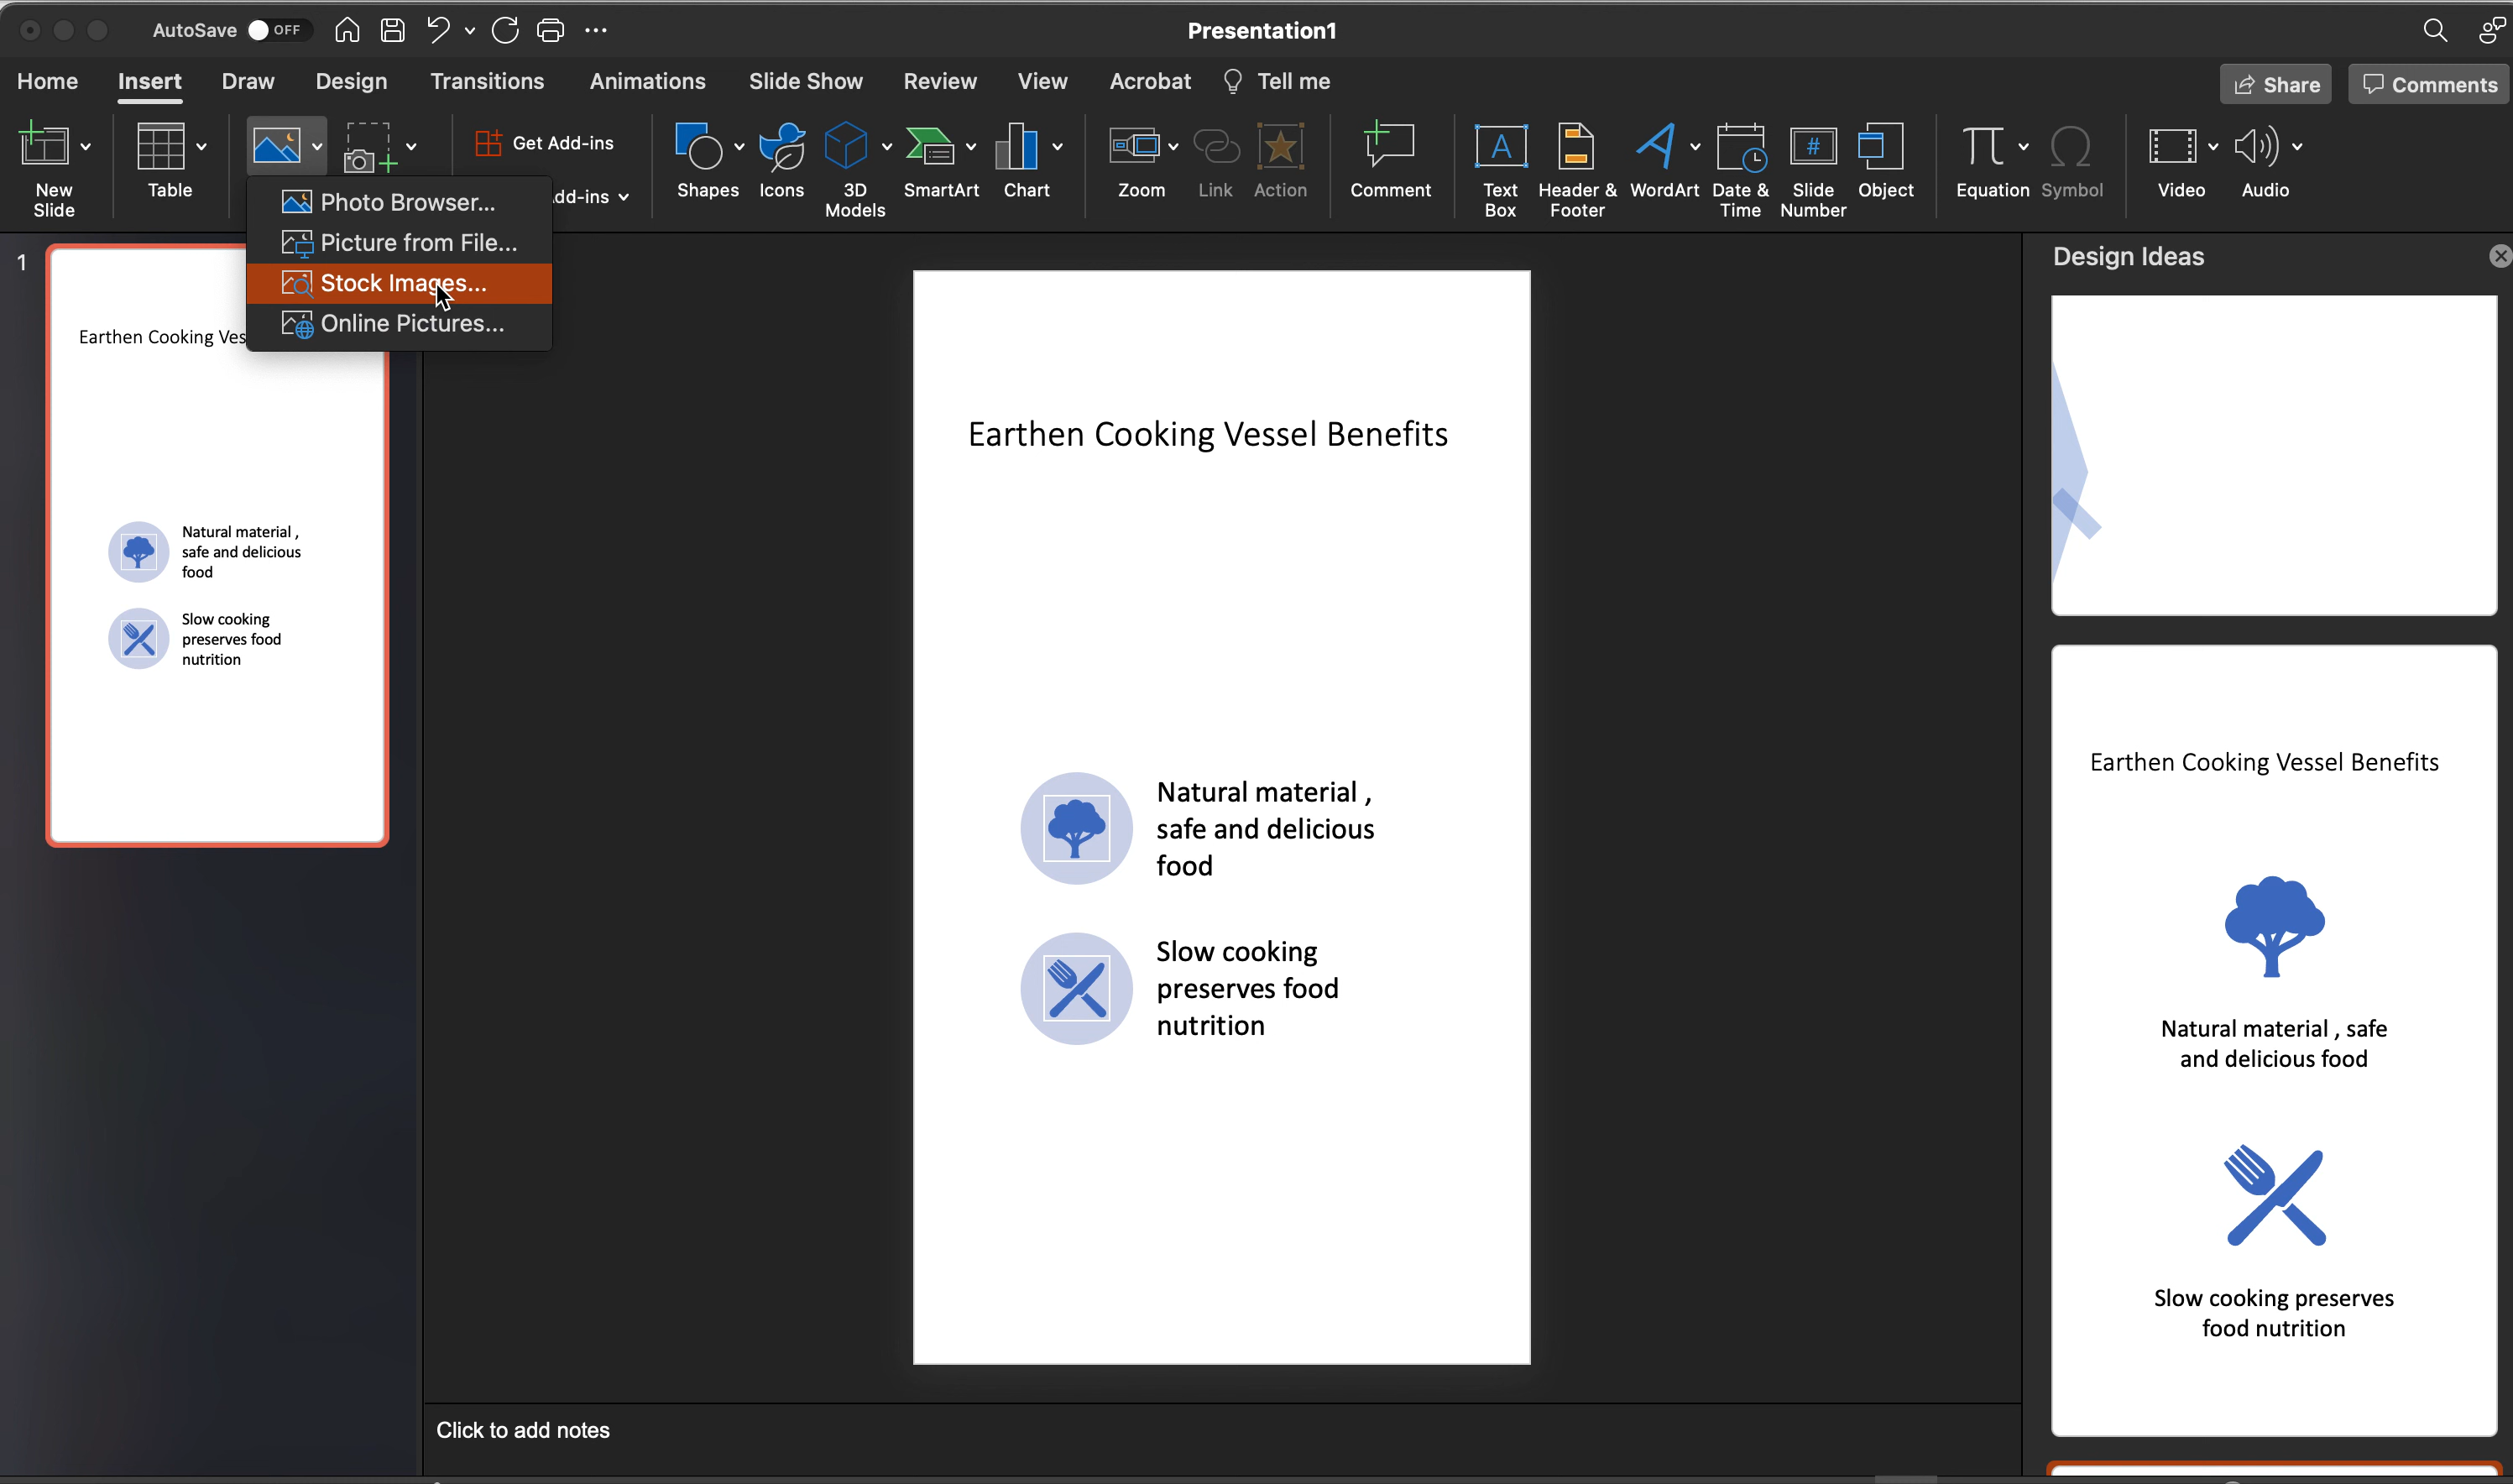 AutoSave OFF
Presentation1
Home Insert Draw Design Transitions Animations Slide Show Review View Acrobat Tell me
Share Comments
New
Slide
Table
Get Add-ins
dd-ins
Shapes
Icons
3D
Models
SmartArt
Chart
Zoom
Link
Action
Comment
Text
Box
Header &
Footer
WordArt
Date &
Time
Slide
Number
Object
Equation
Symbol
Video
Audio
Photo Browser...
Picture from File...
Stock Images...
Online Pictures...
1
Earthen Cooking Ves
Natural material ,
safe and delicious
food
Slow cooking
preserves food
nutrition
Earthen Cooking Vessel Benefits
Natural material ,
safe and delicious
food
Slow cooking
preserves food
nutrition
Click to add notes
Design Ideas
Earthen Cooking Vessel Benefits
Natural material , safe
and delicious food
Slow cooking preserves
food nutrition